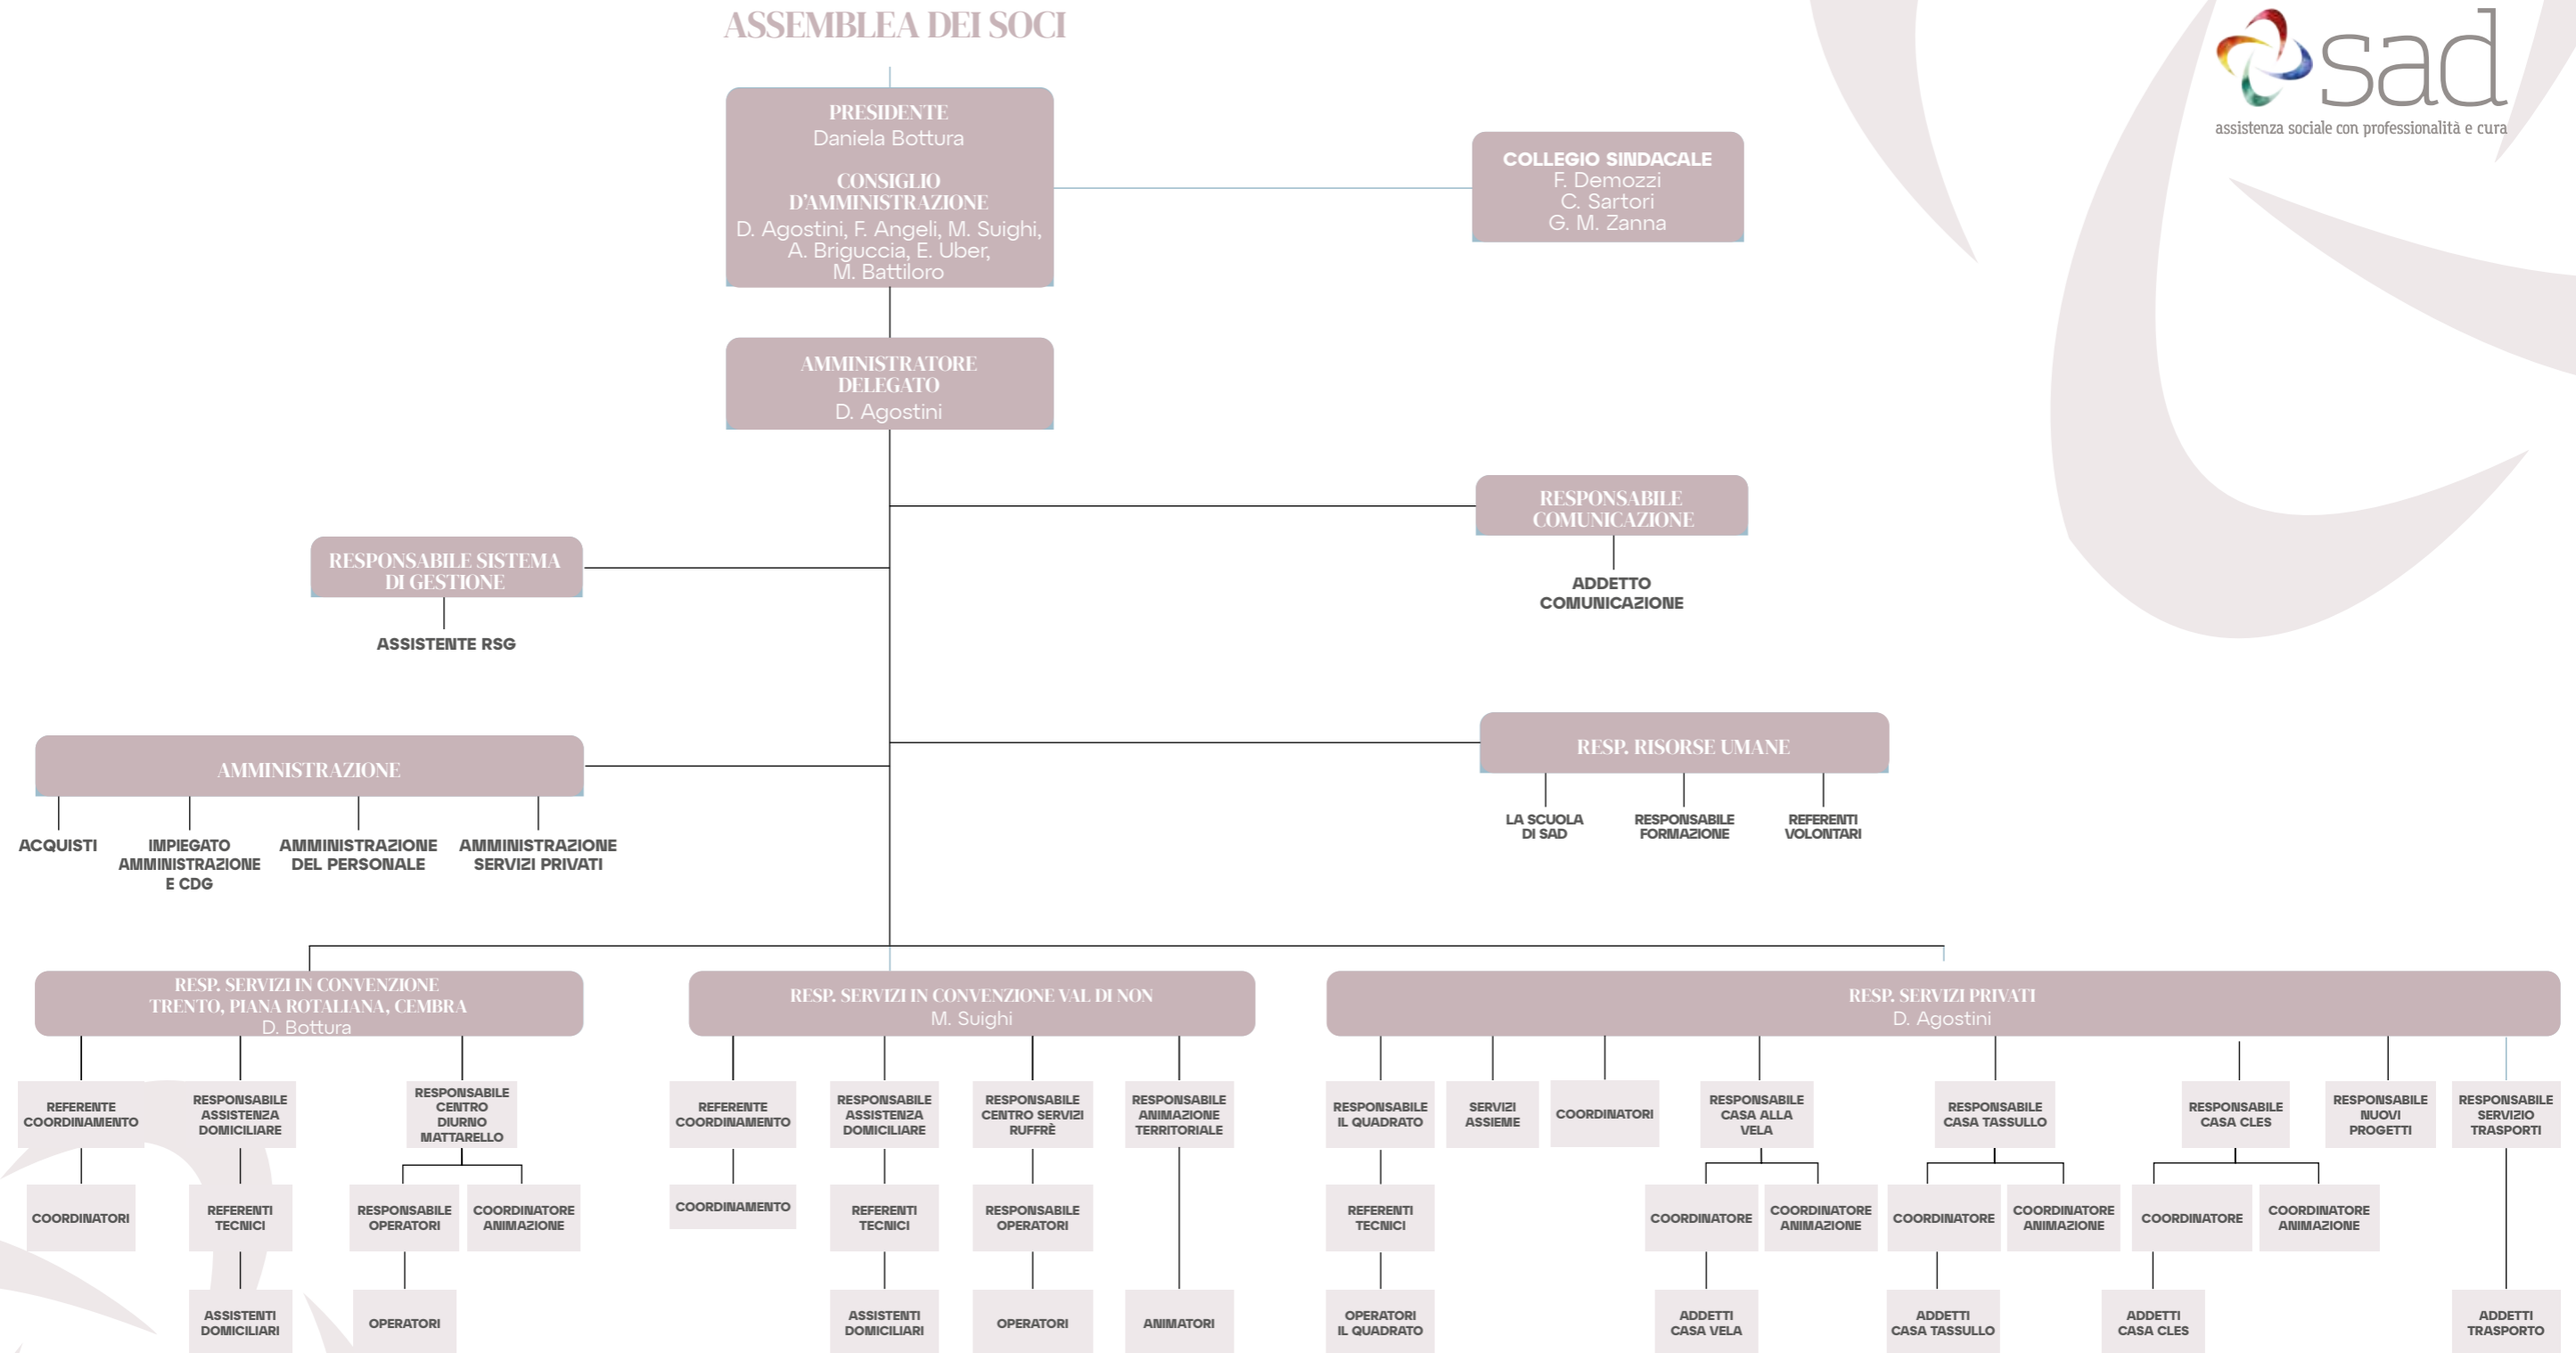 ASSEMBLEA DEI SOCI
sad
assistenza sociale con professionalità e cura
PRESIDENTE
Daniela Bottura
CONSIGLIO
D'AMMINISTRAZIONE
D. Agostini, F. Angeli, M. Suighi,
A. Briguccia, E. Uber,
M. Battiloro
COLLEGIO SINDACALE
F. Demozzi
C. Sartori
G. M. Zanna
AMMINISTRATORE
DELEGATO
D. Agostini
RESPONSABILE
COMUNICAZIONE
ADDETTO
COMUNICAZIONE
RESPONSABILE SISTEMA
DI GESTIONE
ASSISTENTE RSG
RESP. RISORSE UMANE
LA SCUOLA
DI SAD
RESPONSABILE
FORMAZIONE
REFERENTI
VOLONTARI
AMMINISTRAZIONE
ACQUISTI
IMPIEGATO
AMMINISTRAZIONE
E CDG
AMMINISTRAZIONE
DEL PERSONALE
AMMINISTRAZIONE
SERVIZI PRIVATI
RESP. SERVIZI IN CONVENZIONE
TRENTO, PIANA ROTALIANA, CEMBRA
D. Bottura
REFERENTE
COORDINAMENTO
COORDINATORI
RESPONSABILE
ASSISTENZA
DOMICILIARE
REFERENTI
TECNICI
ASSISTENTI
DOMICILIARI
RESPONSABILE
CENTRO
DIURNO
MATTARELLO
RESPONSABILE
OPERATORI
OPERATORI
COORDINATORE
ANIMAZIONE
RESP. SERVIZI IN CONVENZIONE VAL DI NON
M. Suighi
REFERENTE
COORDINAMENTO
COORDINAMENTO
RESPONSABILE
ASSISTENZA
DOMICILIARE
REFERENTI
TECNICI
ASSISTENTI
DOMICILIARI
RESPONSABILE
CENTRO SERVIZI
RUFFRÈ
RESPONSABILE
OPERATORI
OPERATORI
RESPONSABILE
ANIMAZIONE
TERRITORIALE
ANIMATORI
RESP. SERVIZI PRIVATI
D. Agostini
RESPONSABILE
IL QUADRATO
REFERENTI
TECNICI
OPERATORI
IL QUADRATO
SERVIZI
ASSIEME
COORDINATORI
RESPONSABILE
CASA ALLA
VELA
COORDINATORE
ADDETTI
CASA VELA
COORDINATORE
ANIMAZIONE
RESPONSABILE
CASA TASSULLO
COORDINATORE
ADDETTI
CASA TASSULLO
COORDINATORE
ANIMAZIONE
RESPONSABILE
CASA CLES
COORDINATORE
ADDETTI
CASA CLES
COORDINATORE
ANIMAZIONE
RESPONSABILE
NUOVI
PROGETTI
RESPONSABILE
SERVIZIO
TRASPORTI
ADDETTI
TRASPORTO